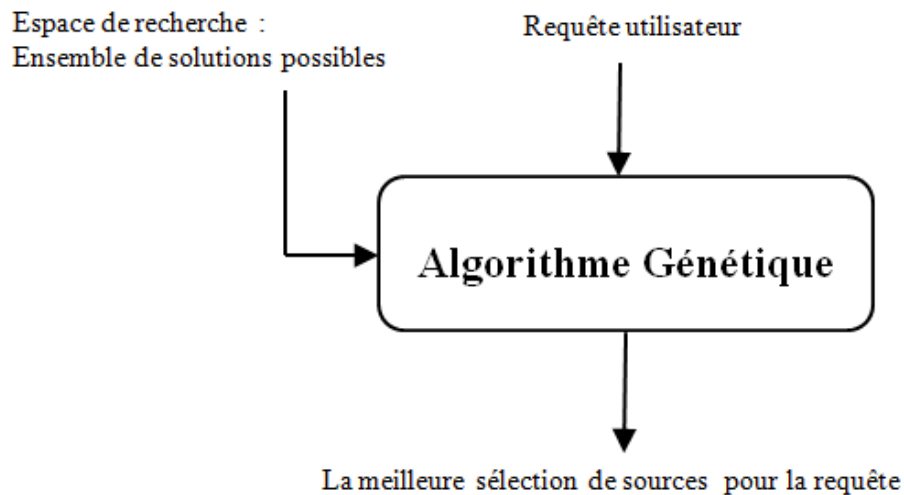 Espace de recherche :
Ensemble de solutions possibles
Requête utilisateur
Algorithme Génétique
La meilleure sélection de sources pour la requête